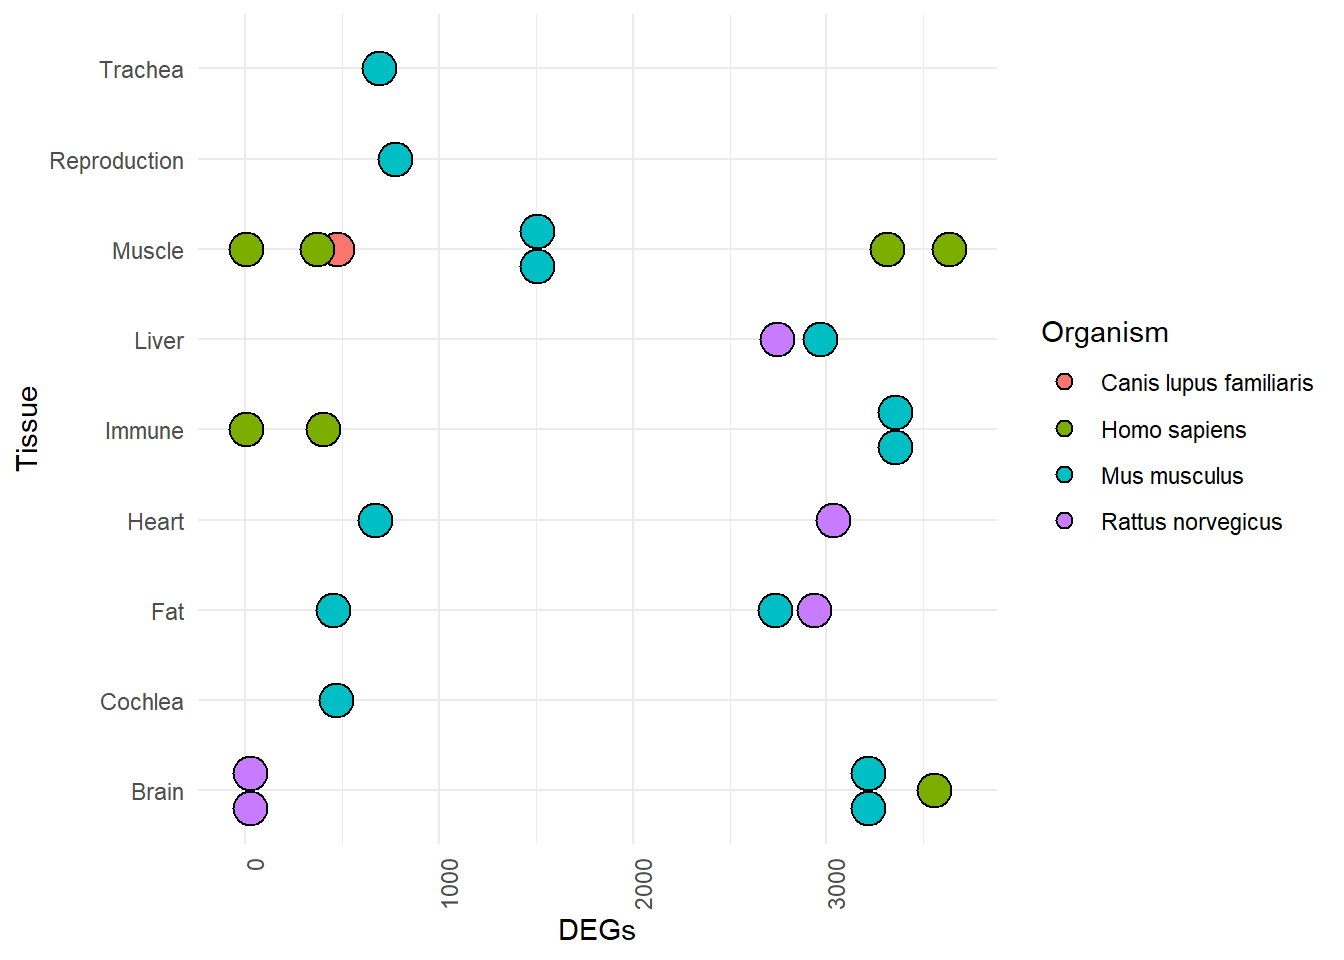 Trachea
Reproduction
Muscle
Liver
Immune
Heart
Fat
Cochlea
Brain
Tissue
0
1000
2000
3000
DEGs
Organism
Canis lupus familiaris
Homo sapiens
Mus musculus
Rattus norvegicus